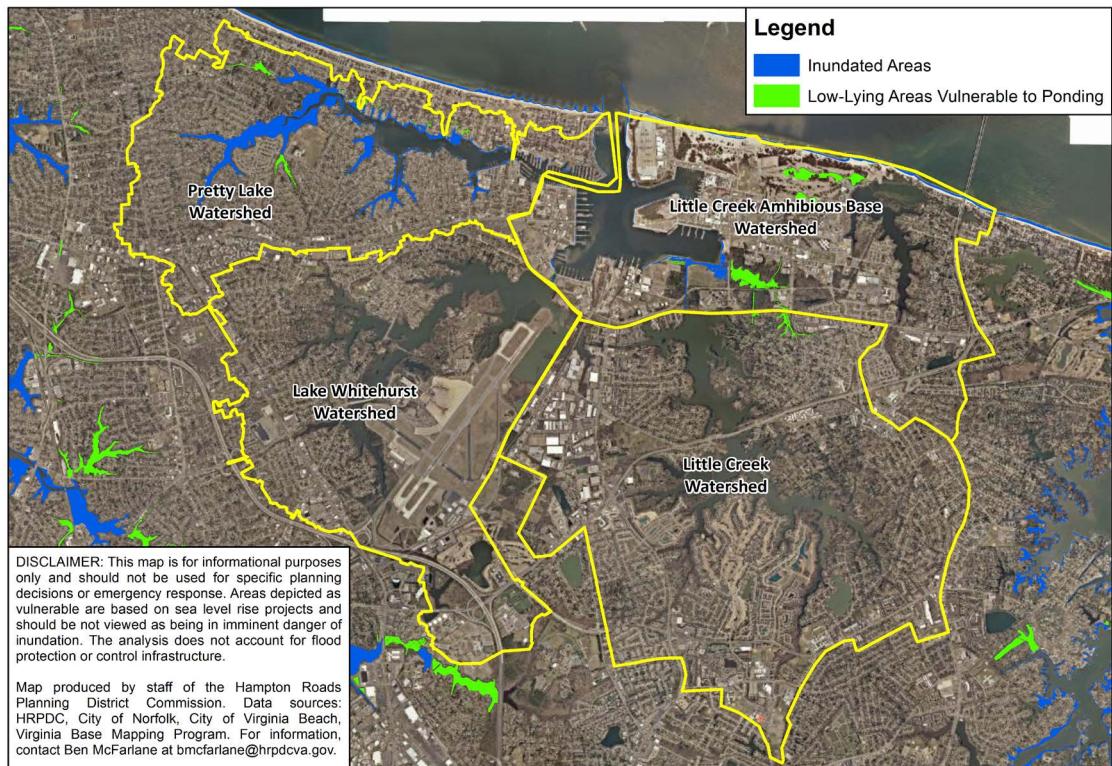 Legend
Inundated Areas
Low-Lying Areas Vulnerable to Ponding
Pretty Lake
Watershed
Little Creek Amhibious Base
Watershed
Lake Whitehurst
Watershed
Little Creek
Watershed
DISCLAIMER: This map is for informational purposes
only and should not be used for specific planning
decisions or emergency response. Areas depicted as
vulnerable are based on sea level rise projects and
should be not viewed as being in imminent danger of
inundation. The analysis does not account for flood
protection or control infrastructure.
Map produced by staff of the Hampton Roads
Planning District Commission. Data sources:
HRPDC, City of Norfolk, City of Virginia Beach,
Virginia Base Mapping Program. For information,
contact Ben McFarlane at bmcfarlane@hrpdcva.gov.